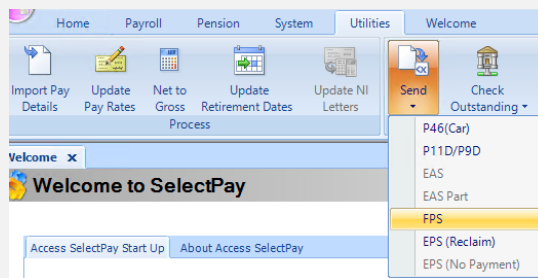 Home Payroll Pension System Utilities Welcome
Import Pay Details
Update Pay Rates
Net to Gross
Update Retirement Dates
Update NI Letters
Process
Send
Check Outstanding
P46(Car)
P11D/P9D
EAS
EAS Part
FPS
EPS (Reclaim)
EPS (No Payment)
Welcome x
Welcome to SelectPay
Access SelectPay Start Up About Access SelectPay